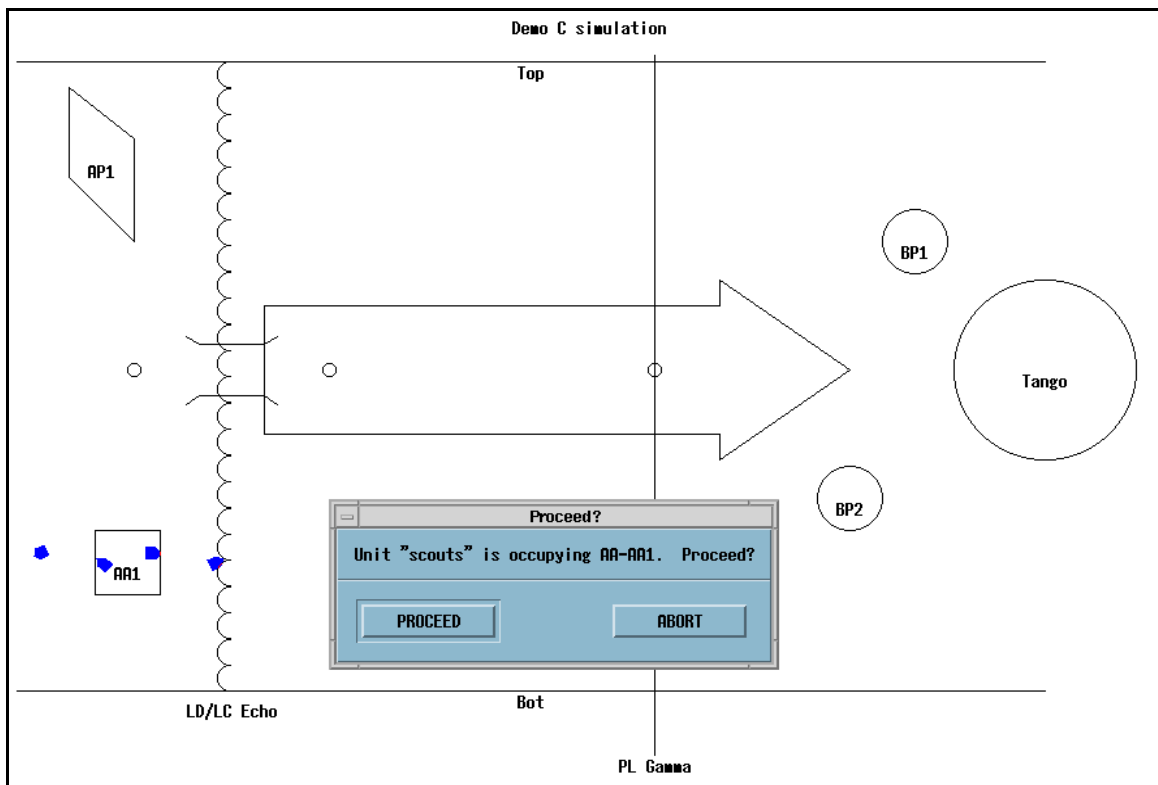 Demo C simulation
Top
AP1
BP1
Tango
BP2
AA1
Proceed?
Unit "scouts" is occupying AA-AA1.  Proceed?
PROCEED
ABORT
Bot
LD/LC Echo
PL Gamma